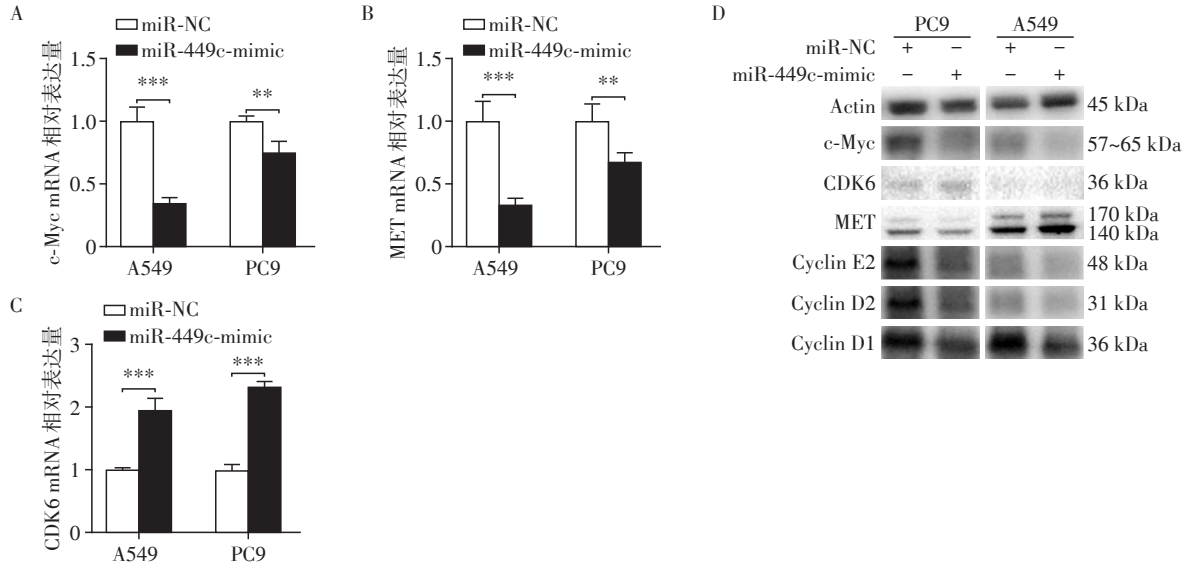 A
miR-NC
miR-449c-mimic
c-Myc mRNA 相对表达量
1.5
1.0
0.5
0
***
**
A549
PC9
B
miR-NC
miR-449c-mimic
MET mRNA 相对表达量
1.5
1.0
0.5
0
***
**
A549
PC9
C
miR-NC
miR-449c-mimic
CDK6 mRNA 相对表达量
3
2
1
0
***
***
A549
PC9
D
PC9 A549
miR-NC + − + −
miR-449c-mimic − + − +
Actin 45 kDa
c-Myc 57~65 kDa
CDK6 36 kDa
MET 170 kDa
140 kDa
Cyclin E2 48 kDa
Cyclin D2 31 kDa
Cyclin D1 36 kDa